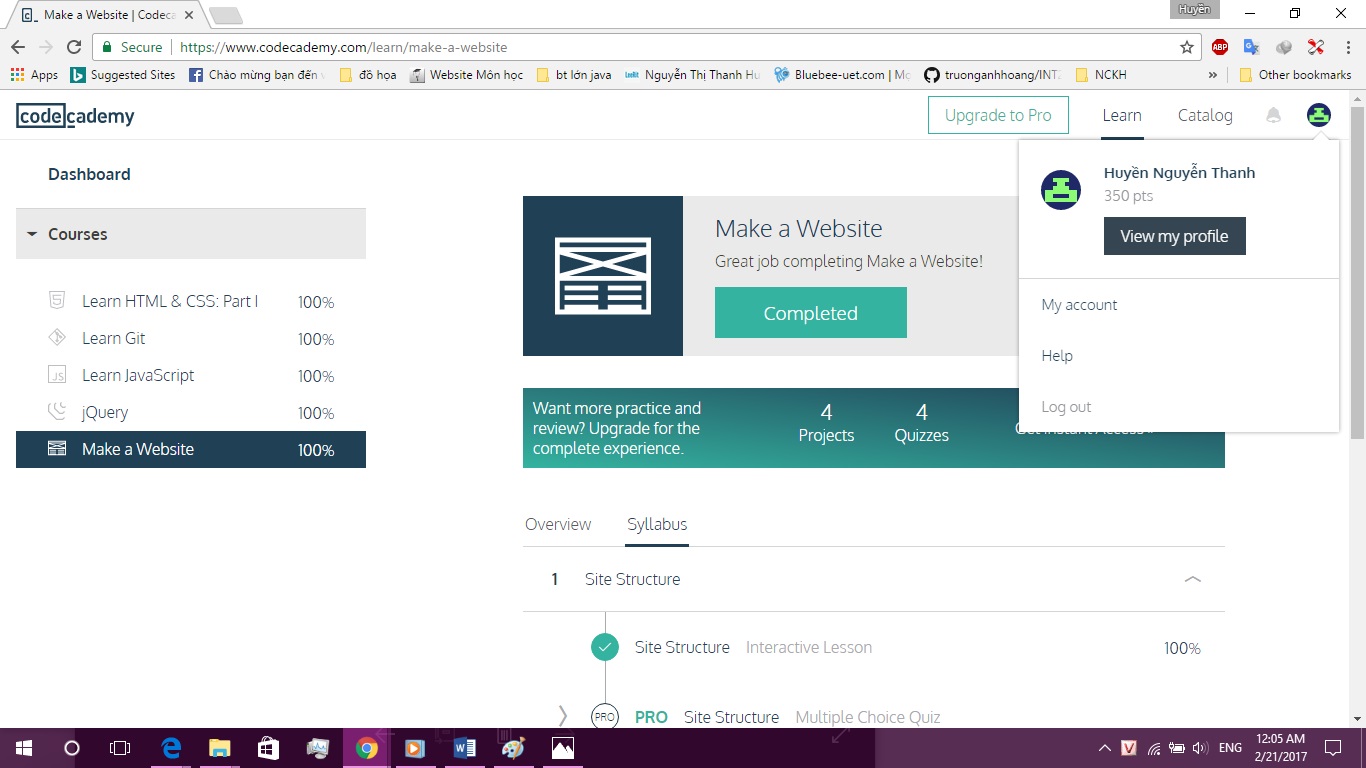 Make a Website | Codeca
Huyền
Secure https://www.codecademy.com/learn/make-a-website
ABP
Apps Suggested Sites Chào mừng bạn đến đồ họa Website Môn học bt lớn java Nguyễn Thị Thanh Hu Bluebee-uet.com | Mo truonganhhoang/INT2 NCKH » Other bookmarks
codecademy
Upgrade to Pro Learn Catalog
Dashboard
Courses
Learn HTML & CSS: Part I 100%
Learn Git 100%
JS Learn JavaScript 100%
jQuery 100%
Make a Website 100%
Make a Website
Great job completing Make a Website!
Completed
Huyền Nguyễn Thanh
350 pts
View my profile
My account
Help
Log out
Want more practice and
review? Upgrade for the
complete experience.
4
Projects
4
Quizzes
Get Instant Access »
Overview Syllabus
1 Site Structure
Site Structure Interactive Lesson 100%
PRO PRO Site Structure Multiple Choice Quiz
ENG
12:05 AM
2/21/2017